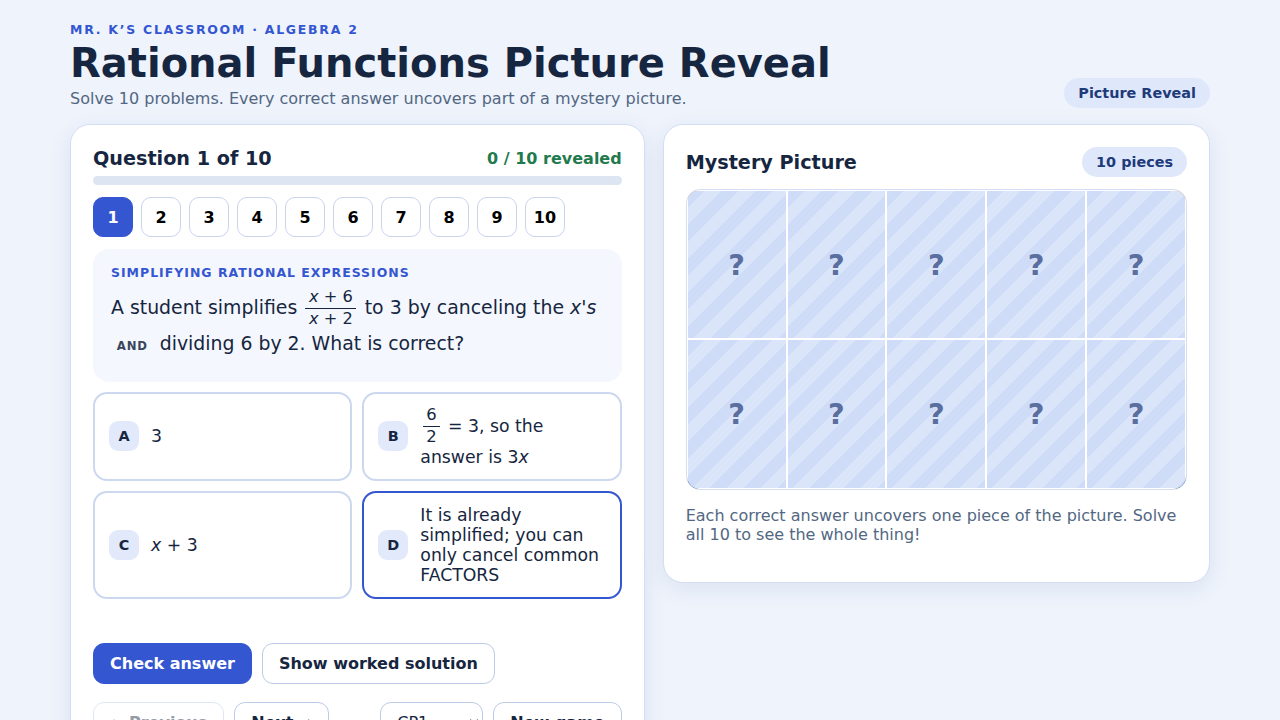 MR. K’S CLASSROOM · ALGEBRA 2
Rational Functions Picture Reveal
Solve 10 problems. Every correct answer uncovers part of a mystery picture.
Picture Reveal
Question 1 of 10
0 / 10 revealed
1 2 3 4 5 6 7 8 9 10
SIMPLIFYING RATIONAL EXPRESSIONS
A student simplifies (x + 6)/(x + 2) to 3 by canceling the x's
AND dividing 6 by 2. What is correct?
A 3
B 6/2 = 3, so the
answer is 3x
C x + 3
D It is already
simplified; you can
only cancel common
FACTORS
Check answer
Show worked solution
Previous
Next
CP1
New game
Mystery Picture
10 pieces
? ? ? ? ?
? ? ? ? ?
Each correct answer uncovers one piece of the picture. Solve
all 10 to see the whole thing!